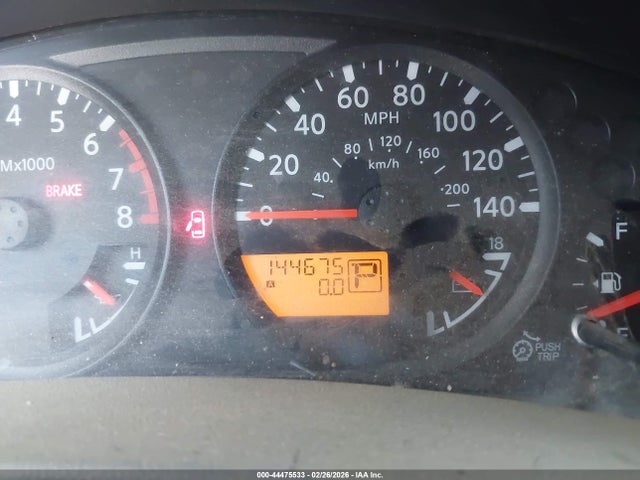 4 5 6 7 8
Mx1000
BRAKE
H
0 20 40 60 80 100 120 140
MPH
40 80 120 160 200
km/h
18
144675 P
A 0.0
F
E
PUSH
TRIP
000-44475533 - 02/26/2026 - IAA Inc.